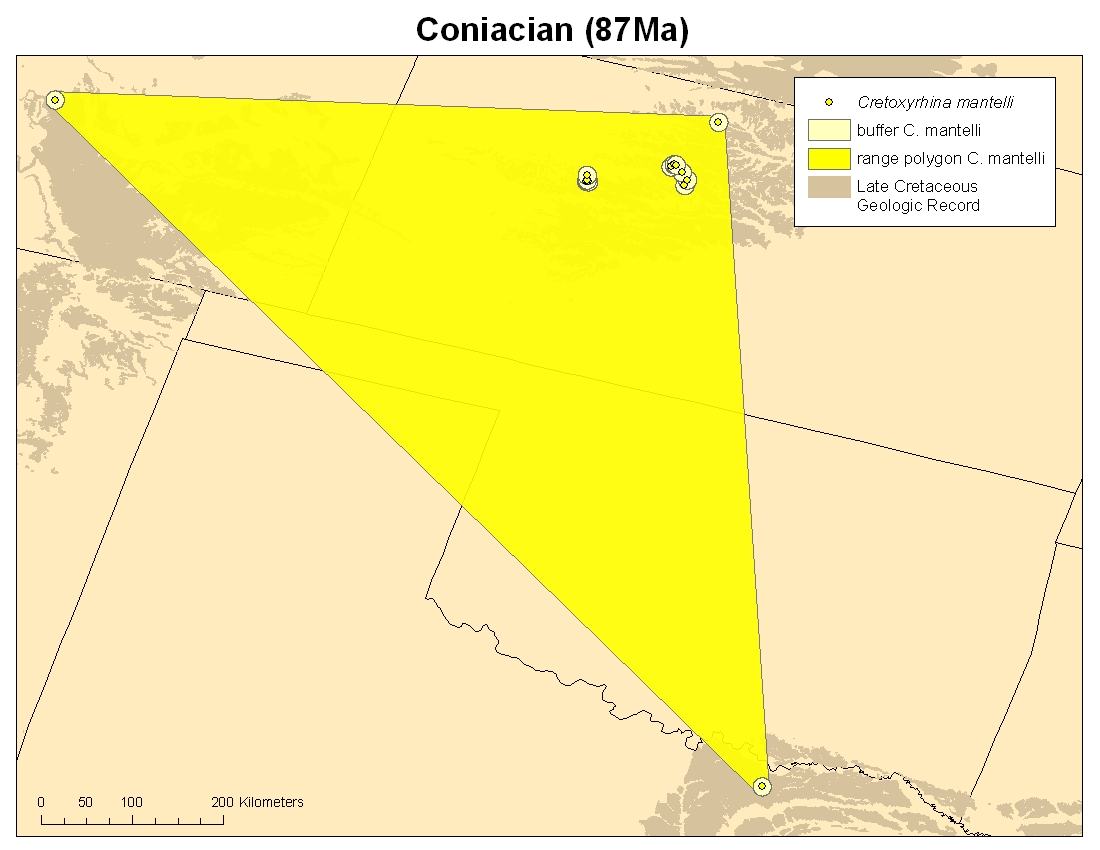 Coniacian (87Ma)
Cretoxyrhina mantelli
buffer C. mantelli
range polygon C. mantelli
Late Cretaceous
Geologic Record
0 50 100 200 Kilometers